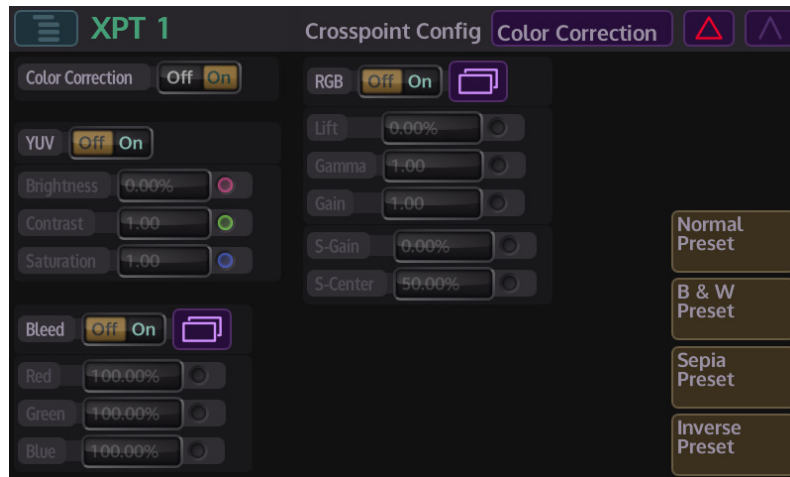 XPT 1
Crosspoint Config Color Correction
Color Correction Off On
YUV Off On
Brightness 0.00%
Contrast 1.00
Saturation 1.00
Bleed Off On
Red 100.00%
Green 100.00%
Blue 100.00%
RGB Off On
Lift 0.00%
Gamma 1.00
Gain 1.00
S-Gain 0.00%
S-Center 50.00%
Normal
Preset
B & W
Preset
Sepia
Preset
Inverse
Preset